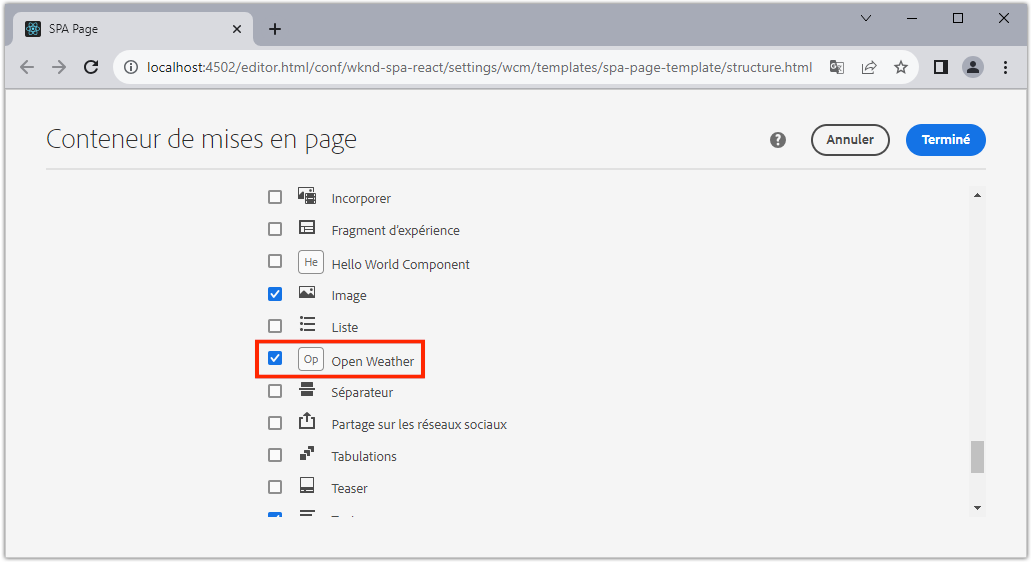 SPA Page
localhost:4502/editor.html/conf/wknd-spa-react/settings/wcm/templates/spa-page-template/structure.html
Conteneur de mises en page
Annuler
Terminé
Incorporer
Fragment d'expérience
He Hello World Component
Image
Liste
Op Open Weather
Séparateur
Partage sur les réseaux sociaux
Tabulations
Teaser